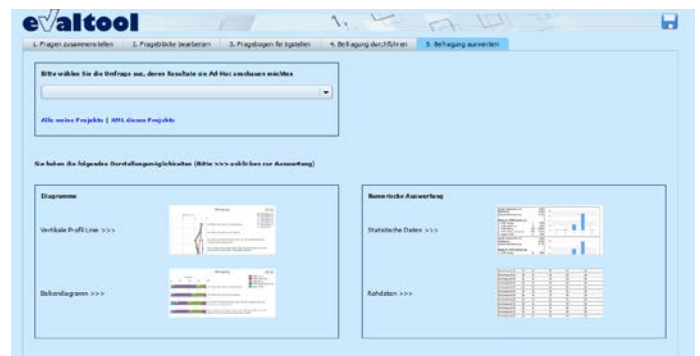 evaltool
1. Fragen zusammenstellen 2. Frageblöcke bearbeiten 3. Fragebogen fertigstellen 4. Befragung durchführen 5. Befragung auswerten
Bitte wählen Sie die Umfrage aus, deren Resultate sie Ad-Hoc anschauen möchten
Alle meine Projekte | XML dieses Projekts
Sie haben die folgenden Darstellungsmöglichkeiten (Bitte >>> anklicken zur Auswertung)
Diagramme
Vertikale Profil Line >>>
Balkendiagramm >>>
Numerische Auswertung
Statistische Daten >>>
Rohdaten >>>